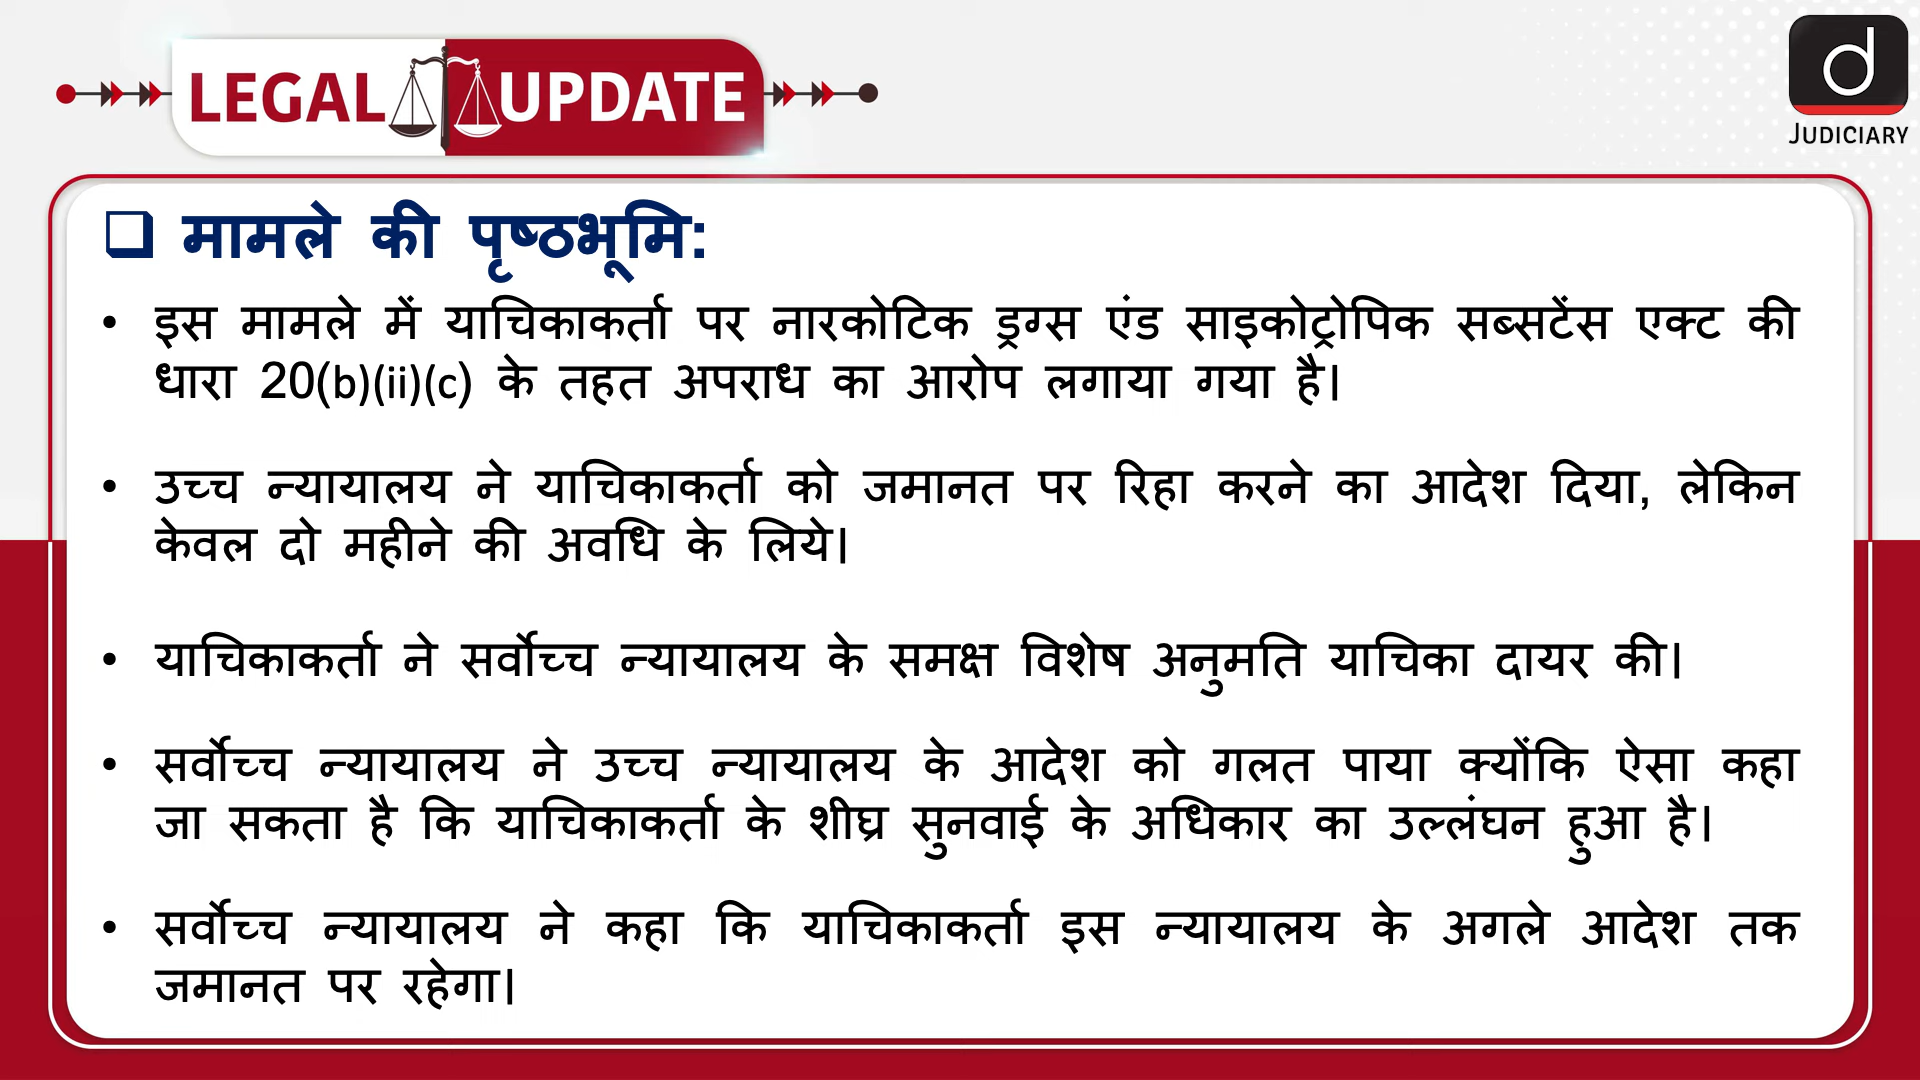 LEGAL UPDATE
d
JUDICIARY
❑ मामले की पृष्ठभूमि:
• इस मामले में याचिकाकर्ता पर नारकोटिक ड्रग्स एंड साइकोट्रोपिक सब्सटेंस एक्ट की
धारा 20(b)(ii)(c) के तहत अपराध का आरोप लगाया गया है।
• उच्च न्यायालय ने याचिकाकर्ता को जमानत पर रिहा करने का आदेश दिया, लेकिन
केवल दो महीने की अवधि के लिये।
• याचिकाकर्ता ने सर्वोच्च न्यायालय के समक्ष विशेष अनुमति याचिका दायर की।
• सर्वोच्च न्यायालय ने उच्च न्यायालय के आदेश को गलत पाया क्योंकि ऐसा कहा
जा सकता है कि याचिकाकर्ता के शीघ्र सुनवाई के अधिकार का उल्लंघन हुआ है।
• सर्वोच्च न्यायालय ने कहा कि याचिकाकर्ता इस न्यायालय के अगले आदेश तक
जमानत पर रहेगा।